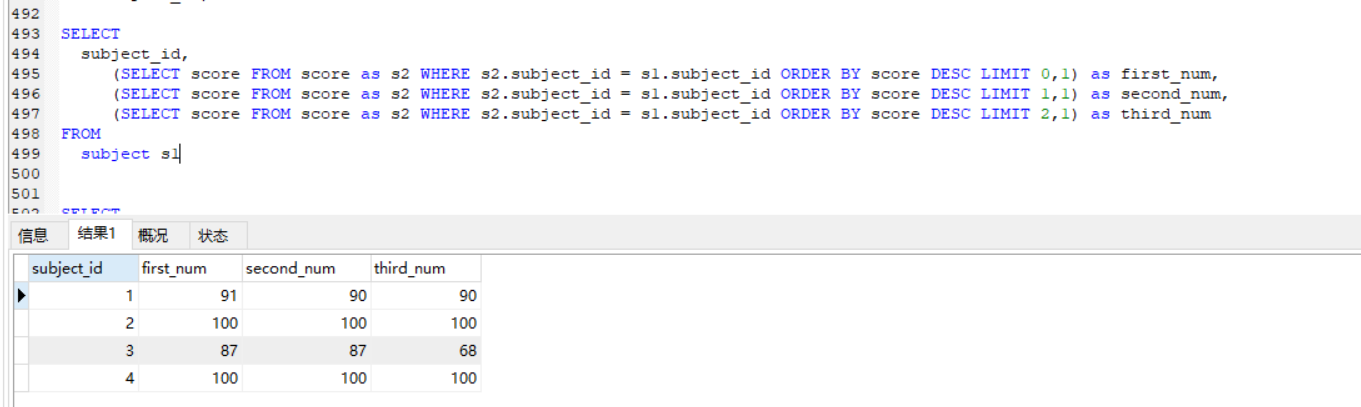 492
493 SELECT
494 subject_id,
495 (SELECT score FROM score as s2 WHERE s2.subject_id = s1.subject_id ORDER BY score DESC LIMIT 0,1) as first_num,
496 (SELECT score FROM score as s2 WHERE s2.subject_id = s1.subject_id ORDER BY score DESC LIMIT 1,1) as second_num,
497 (SELECT score FROM score as s2 WHERE s2.subject_id = s1.subject_id ORDER BY score DESC LIMIT 2,1) as third_num
498 FROM
499 subject s1
500
501
502 SELECT
信息 结果1 概况 状态
subject_id first_num second_num third_num
1 91 90 90
2 100 100 100
3 87 87 68
4 100 100 100